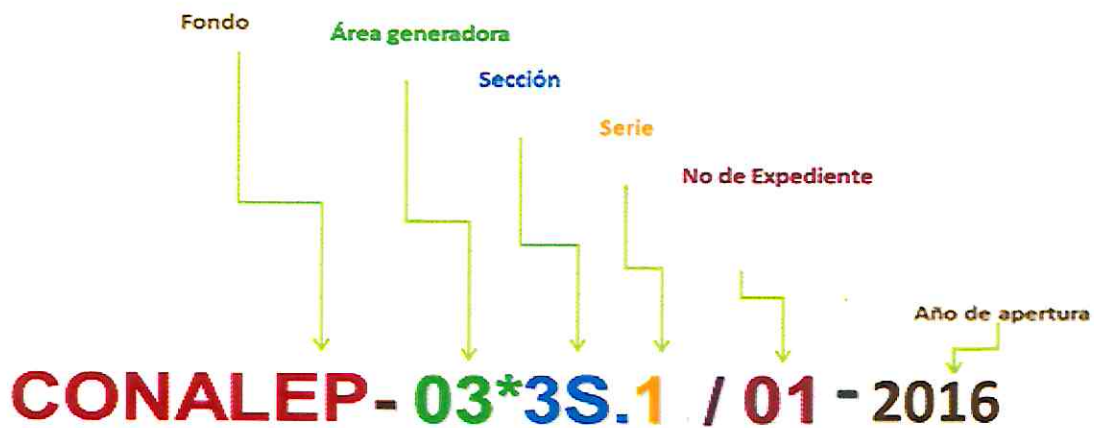 Fondo
Área generadora
Sección
Serie
No de Expediente
Año de apertura
CONALEP- 03*3S.1 / 01 - 2016